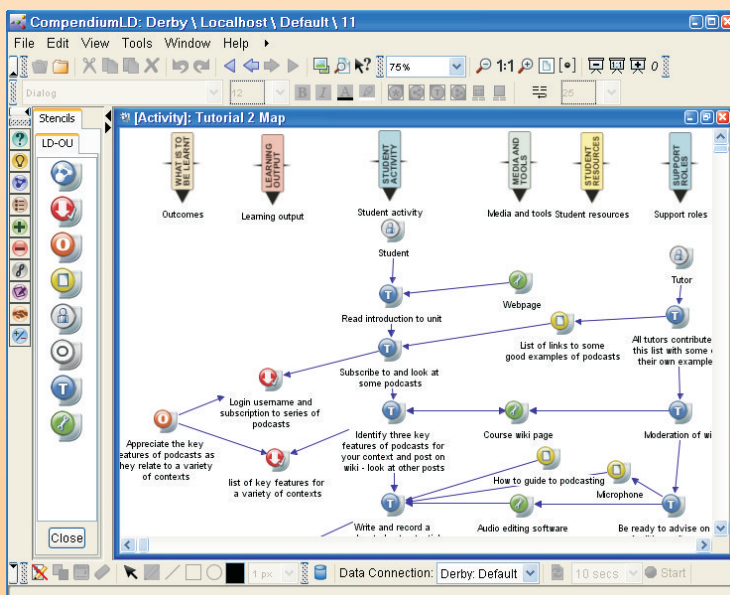 CompendiumLD: Derby \ Localhost \ Default \ 11
File Edit View Tools Window Help
75%
1:1
0
Dialog
12
B I A
25
Stencils
LD-OU
[Activity]: Tutorial 2 Map
WHAT IS TO
BE LEARNT
LEARNING
OUTPUT
STUDENT
ACTIVITY
MEDIA AND
TOOLS
STUDENT
RESOURCES
SUPPORT
ROLES
Outcomes
Learning output
Student activity
Media and tools
Student resources
Support roles
Student
Tutor
T
Webpage
Read introduction to unit
T
T
List of links to some
good examples of podcasts
All tutors contribute
this list with some
their own example
T
Subscribe to and look at
some podcasts
Login username and
subscription to series of
podcasts
Appreciate the key
eatures of podcasts as
hey relate to a variety
of contexts
list of key features for
a variety of contexts
T
Identify three key
features of podcasts for
your context and post on
wiki - look at other posts
Course wiki page
T
Moderation of wi
How to guide to podcasting
Microphone
T
Write and record a
Audio editing software
T
Be ready to advise on
T
Close
1 px
Data Connection: Derby: Default
10 secs
Start